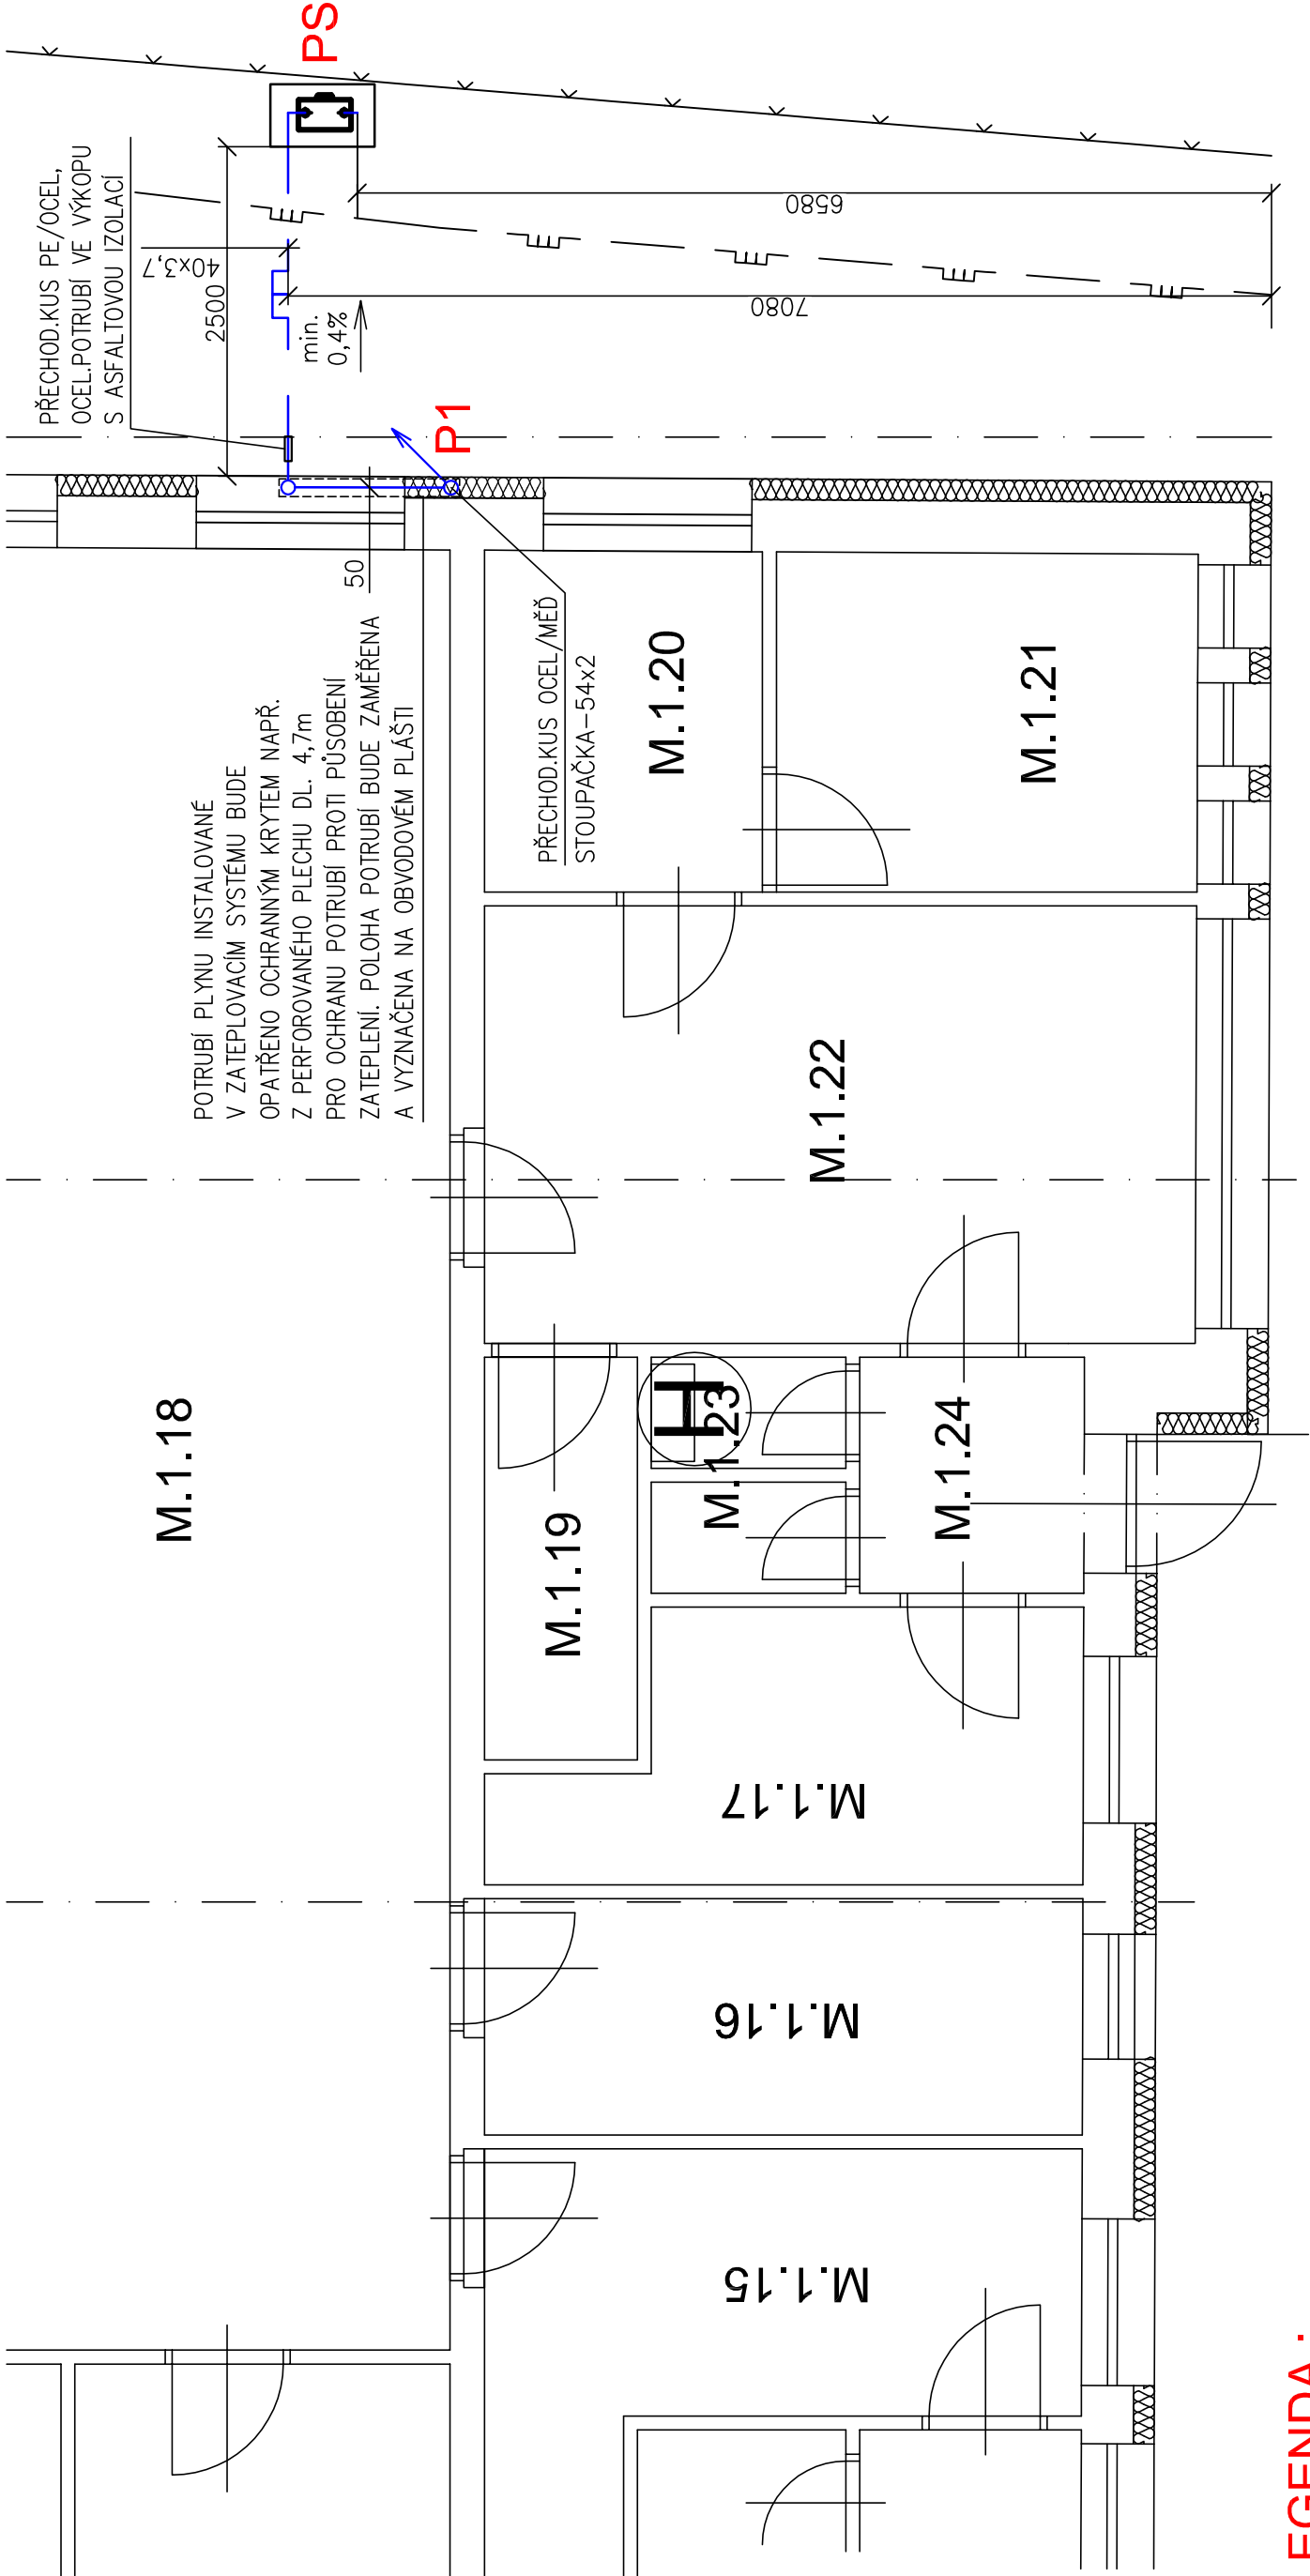 PS
PŘECHOD.KUS PE/OCEL,
OCEL.POTRUBÍ VE VÝKOPU
S ASFALTOVOU IZOLACÍ
40x3,7
2500
min.
0,4%
6580
7080
P1
50
POTRUBÍ PLYNU INSTALOVANÉ
V ZATEPLOVACÍM SYSTÉMU BUDE
OPATŘENO OCHRANNÝM KRYTEM NAPŘ.
Z PERFOROVANÉHO PLECHU DL. 4,7m
PRO OCHRANU POTRUBÍ PROTI PŮSOBENÍ
ZATEPLENÍ. POLOHA POTRUBÍ BUDE ZAMĚŘENA
A VYZNAČENA NA OBVODOVÉM PLÁŠTI
PŘECHOD.KUS OCEL/MĚĎ
STOUPAČKA-54x2
M.1.20
M.1.21
M.1.22
M.1.18
H
M.1.23
M.1.24
M.1.19
M.1.17
M.1.16
M.1.15
EGENDA :